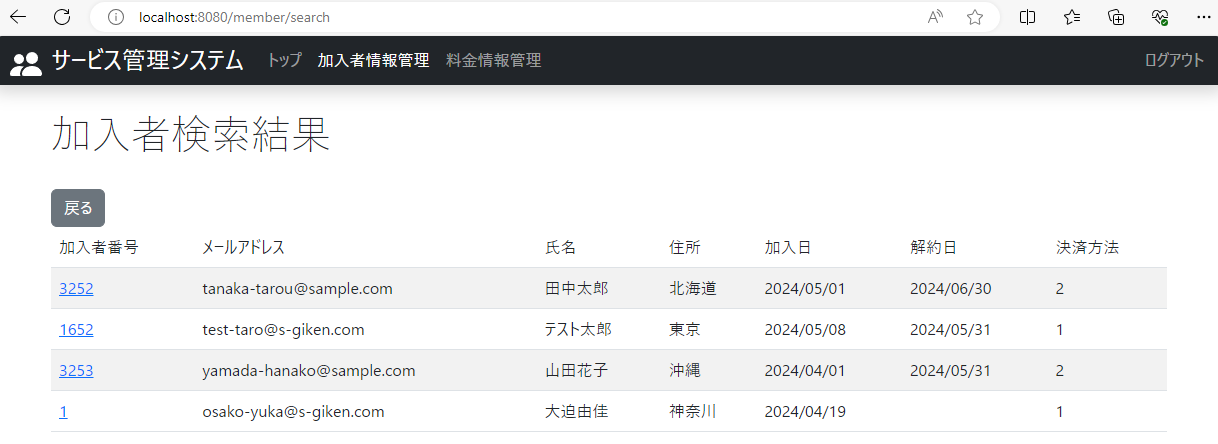 localhost:8080/member/search
サービス管理システム トップ 加入者情報管理 料金情報管理 ログアウト
加入者検索結果
戻る
加入者番号 メールアドレス 氏名 住所 加入日 解約日 決済方法
3252 tanaka-tarou@sample.com 田中太郎 北海道 2024/05/01 2024/06/30 2
1652 test-taro@s-giken.com テスト太郎 東京 2024/05/08 2024/05/31 1
3253 yamada-hanako@sample.com 山田花子 沖縄 2024/04/01 2024/05/31 2
1 osako-yuka@s-giken.com 大迫由佳 神奈川 2024/04/19 1